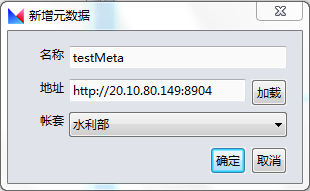 新增元数据
名称 testMeta
地址 http://20.10.80.149:8904 加载
帐套 水利部
确定 取消